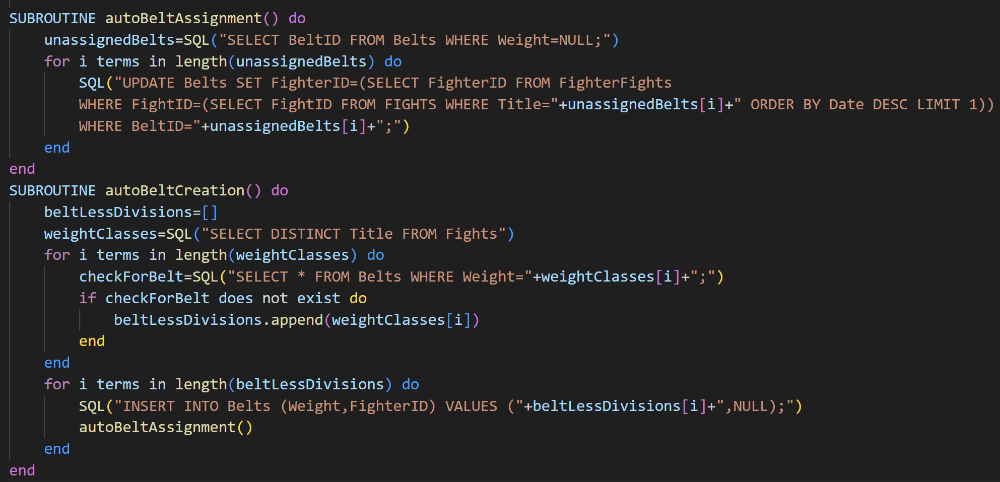 SUBROUTINE autoBeltAssignment() do
    unassignedBelts=SQL("SELECT BeltID FROM Belts WHERE Weight=NULL;")
    for i terms in length(unassignedBelts) do
        SQL("UPDATE Belts SET FighterID=(SELECT FighterID FROM FighterFights
        WHERE FightID=(SELECT FightID FROM FIGHTS WHERE Title="+unassignedBelts[i]+" ORDER BY Date DESC LIMIT 1))
        WHERE BeltID="+unassignedBelts[i]+";")
    end
end
SUBROUTINE autoBeltCreation() do
    beltLessDivisions=[]
    weightClasses=SQL("SELECT DISTINCT Title FROM Fights")
    for i terms in length(weightClasses) do
        checkForBelt=SQL("SELECT * FROM Belts WHERE Weight="+weightClasses[i]+";")
        if checkForBelt does not exist do
            beltLessDivisions.append(weightClasses[i])
        end
    end
    for i terms in length(beltLessDivisions) do
        SQL("INSERT INTO Belts (Weight,FighterID) VALUES ("+beltLessDivisions[i]+",NULL);")
        autoBeltAssignment()
    end
end